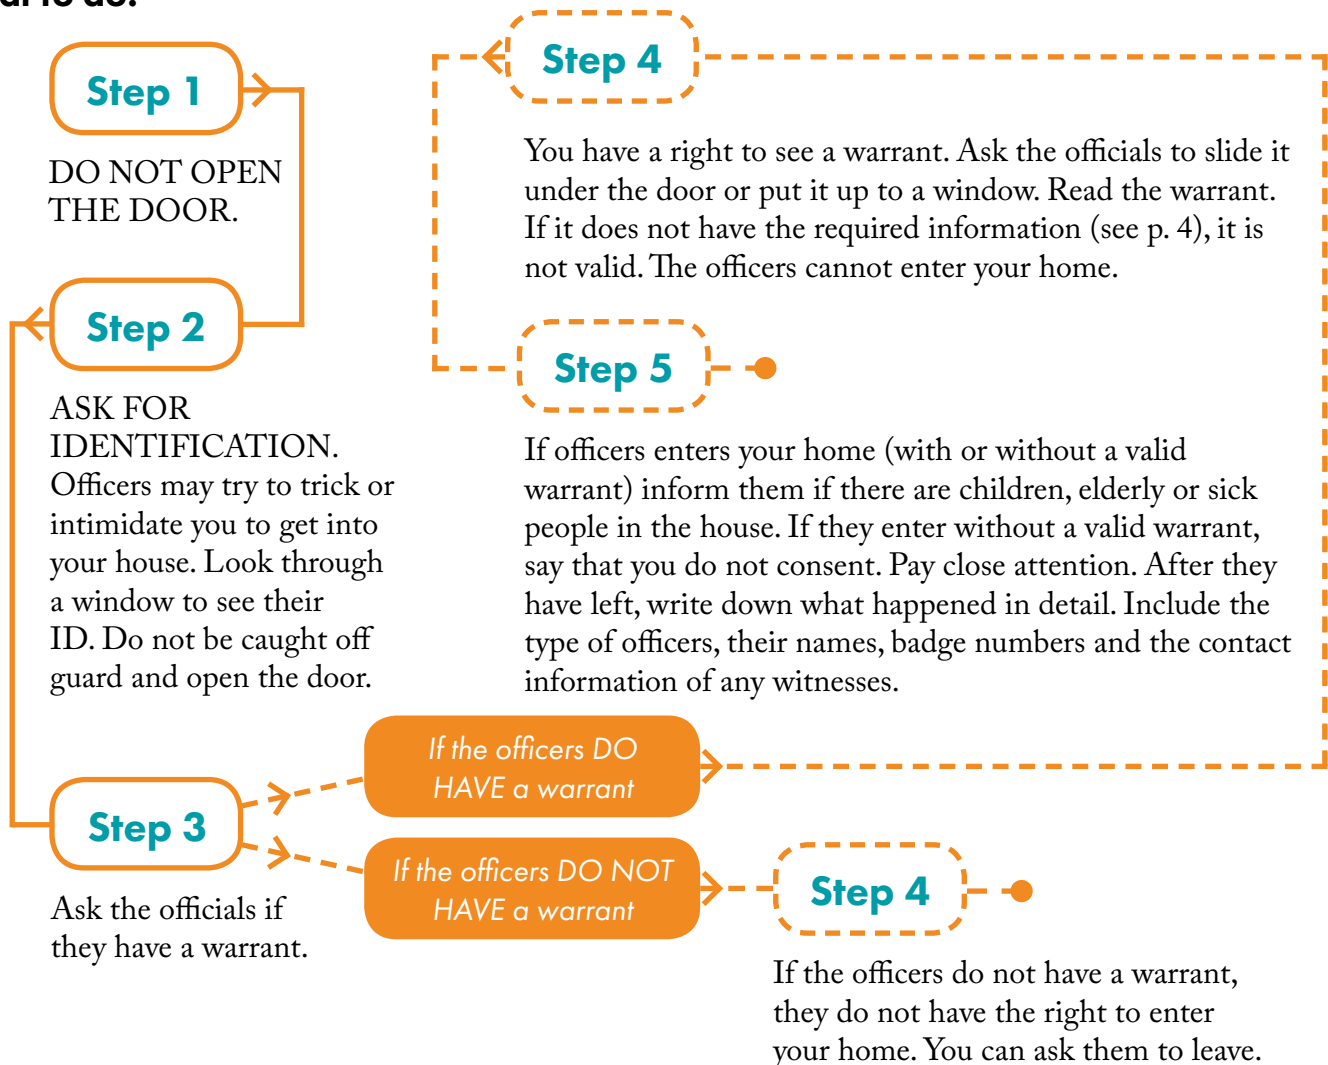 to do:
Step 1
DO NOT OPEN
THE DOOR.
Step 2
ASK FOR
IDENTIFICATION.
Officers may try to trick or
intimidate you to get into
your house. Look through
a window to see their
ID. Do not be caught off
guard and open the door.
Step 3
Ask the officials if
they have a warrant.
If the officers DO
HAVE a warrant
Step 4
You have a right to see a warrant. Ask the officials to slide it
under the door or put it up to a window. Read the warrant.
If it does not have the required information (see p. 4), it is
not valid. The officers cannot enter your home.
Step 5
If officers enters your home (with or without a valid
warrant) inform them if there are children, elderly or sick
people in the house. If they enter without a valid warrant,
say that you do not consent. Pay close attention. After they
have left, write down what happened in detail. Include the
type of officers, their names, badge numbers and the contact
information of any witnesses.
If the officers DO NOT
HAVE a warrant
Step 4
If the officers do not have a warrant,
they do not have the right to enter
your home. You can ask them to leave.